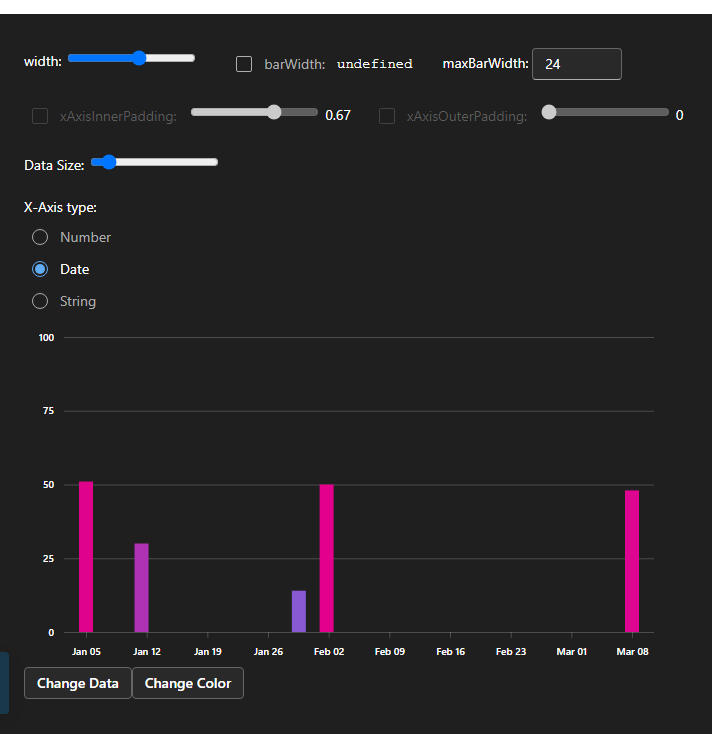 width: barWidth: undefined maxBarWidth: 24
xAxisInnerPadding: 0.67 xAxisOuterPadding: 0
Data Size:
X-Axis type:
Number
Date
String
100
75
50
25
0
Jan 05 Jan 12 Jan 19 Jan 26 Feb 02 Feb 09 Feb 16 Feb 23 Mar 01 Mar 08
Change Data Change Color